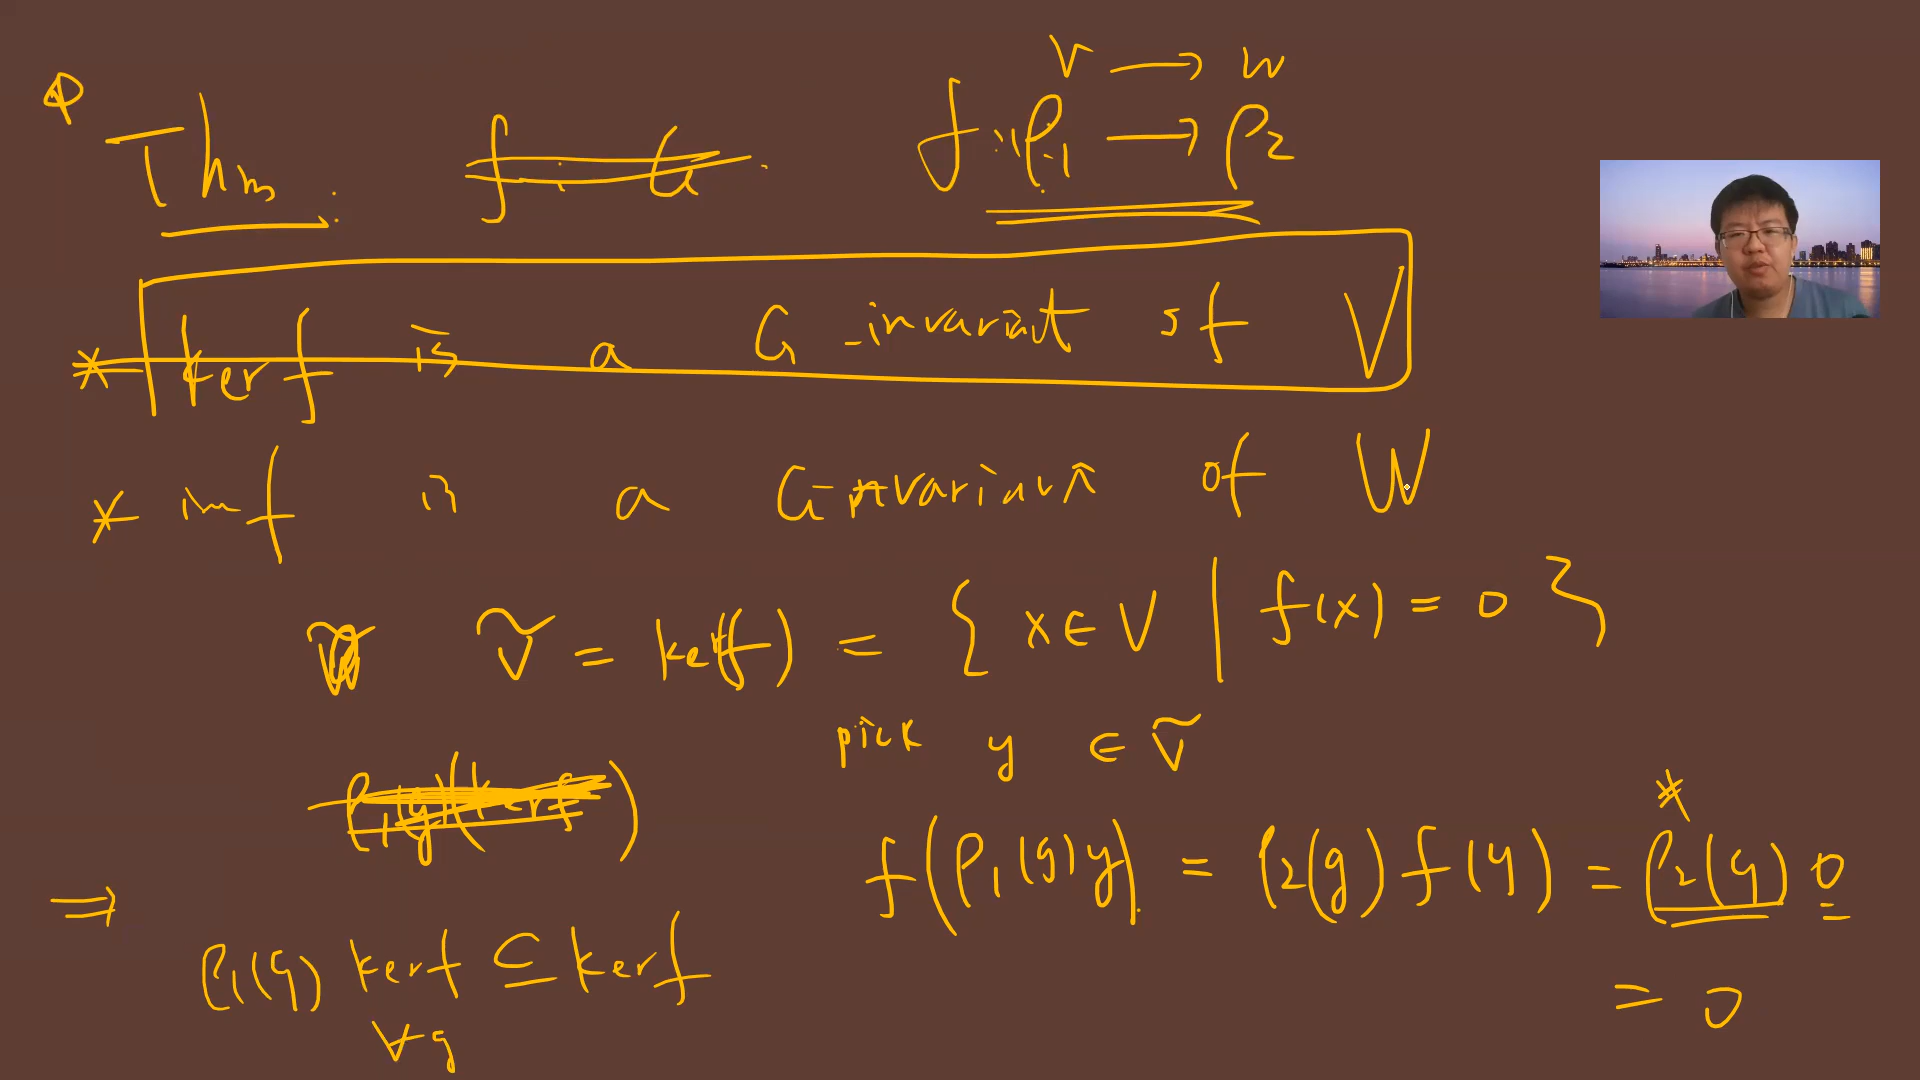 V → W
Thm: f: ρ₁ → ρ₂
* ker f is a G-invariant sf V
* im f is a G-invariant of W
Ṽ = ker(f) = { x ∈ V | f(x) = 0 }
pick y ∈ Ṽ
f(ρ₁(g)y) = ρ₂(g) f(y) = ρ₂(g) 0
⇒ ρ₁(g) ker f ⊆ ker f
= 0
∀ g